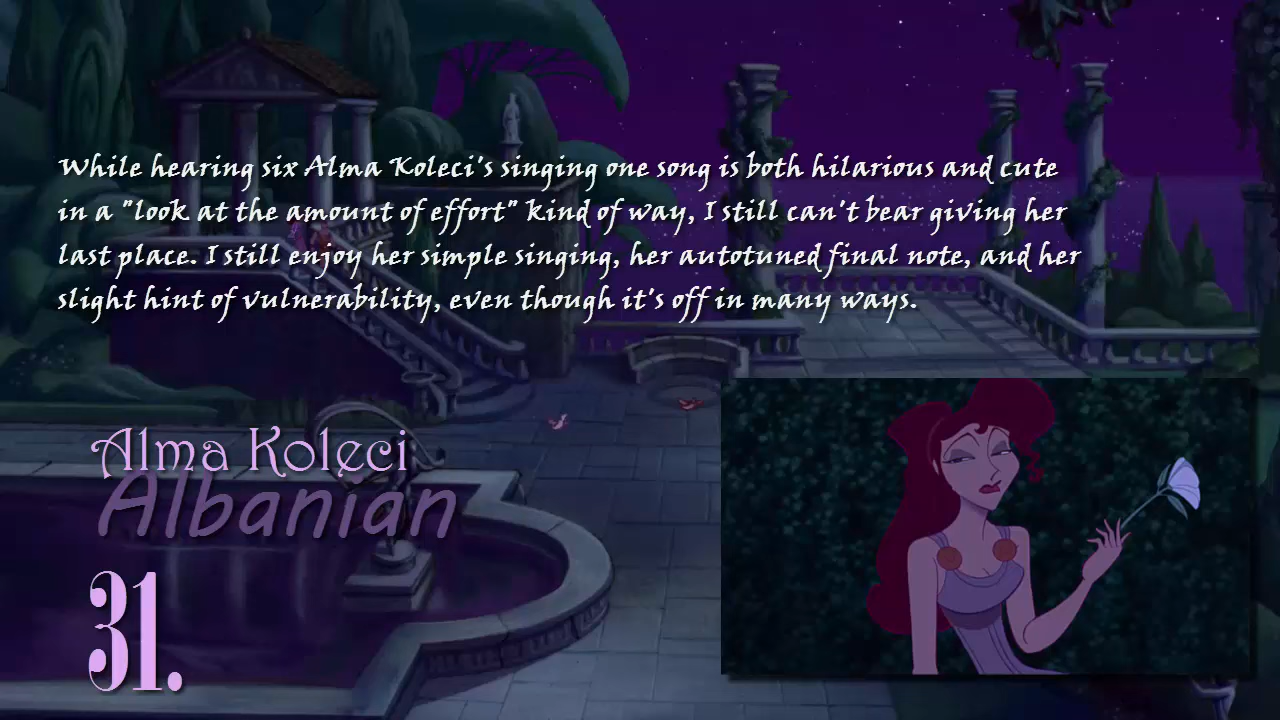 While hearing six Alma Koleci's singing one song is both hilarious and cute
in a "look at the amount of effort" kind of way, I still can't bear giving her
last place. I still enjoy her simple singing, her autotuned final note, and her
slight hint of vulnerability, even though it's off in many ways.
Alma Koleci
Albanian
31.